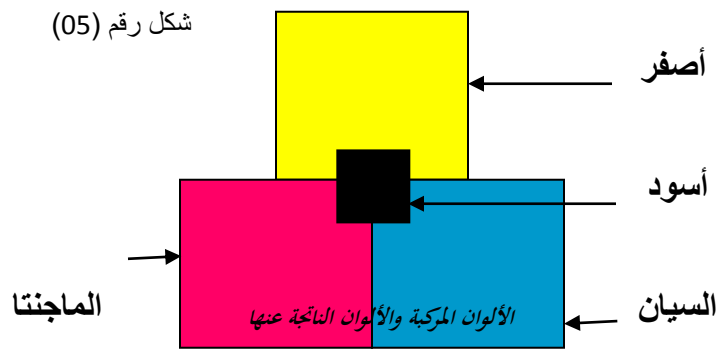 شكل رقم (05)
أصفر
أسود
السيان
الماجنتا
الألوان المركبة والألوان الناتجة عنها